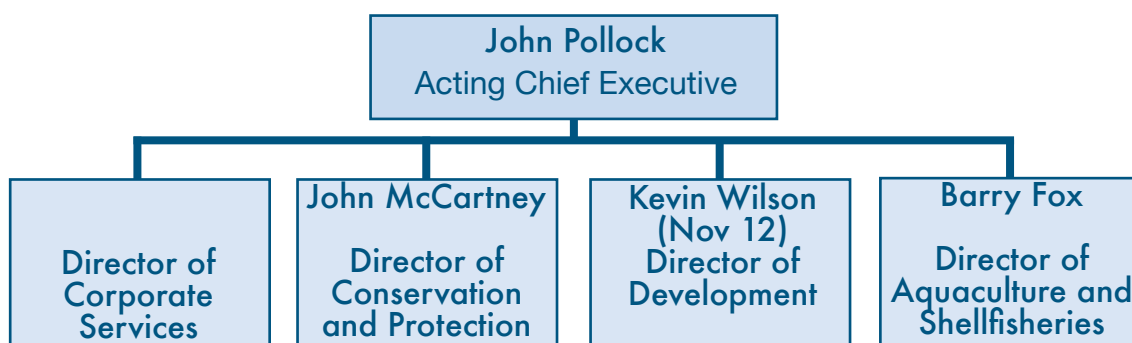 John Pollock
Acting Chief Executive
Director of
Corporate
Services
John McCartney
Director of
Conservation
and Protection
Kevin Wilson
(Nov 12)
Director of
Development
Barry Fox
Director of
Aquaculture and
Shellfisheries